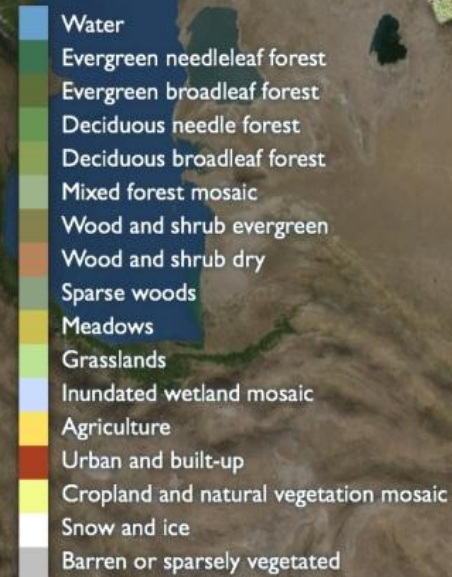 Water
Evergreen needleleaf forest
Evergreen broadleaf forest
Deciduous needle forest
Deciduous broadleaf forest
Mixed forest mosaic
Wood and shrub evergreen
Wood and shrub dry
Sparse woods
Meadows
Grasslands
Inundated wetland mosaic
Agriculture
Urban and built-up
Cropland and natural vegetation mosaic
Snow and ice
Barren or sparsely vegetated